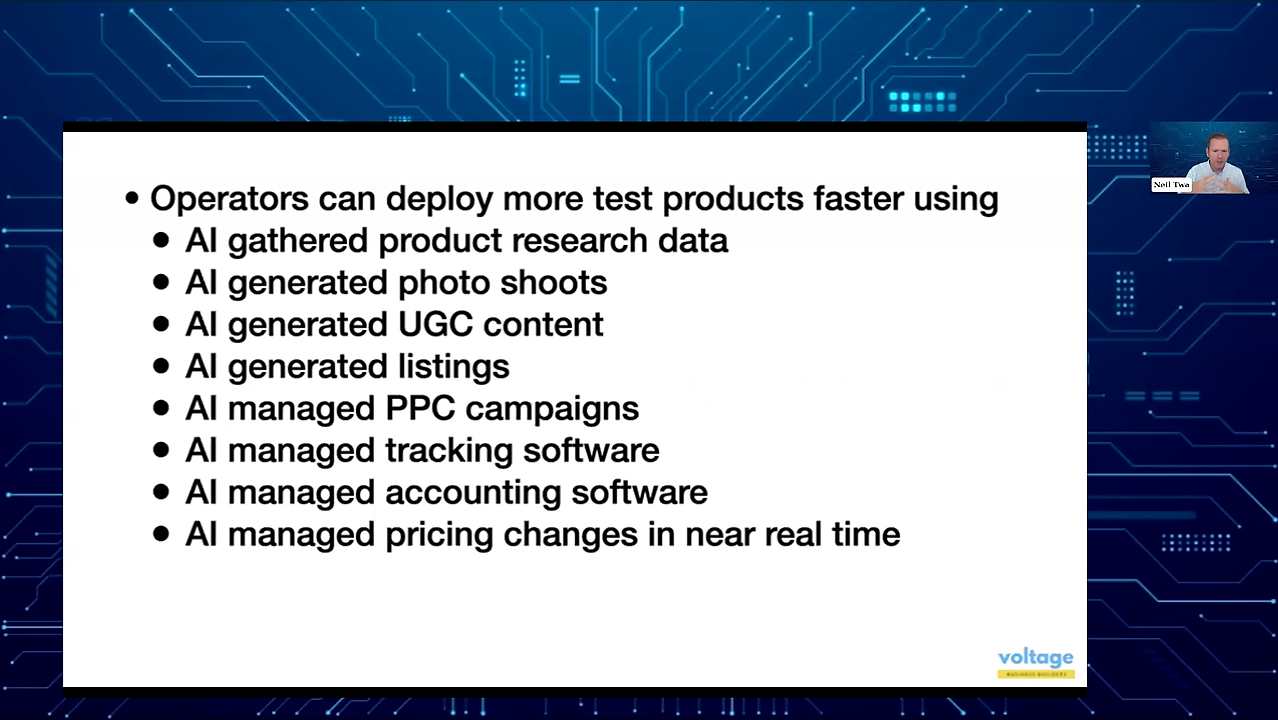 • Operators can deploy more test products faster using
• AI gathered product research data
• AI generated photo shoots
• AI generated UGC content
• AI generated listings
• AI managed PPC campaigns
• AI managed tracking software
• AI managed accounting software
• AI managed pricing changes in near real time
Neil Twa
voltage
BUSINESS BUILDERS